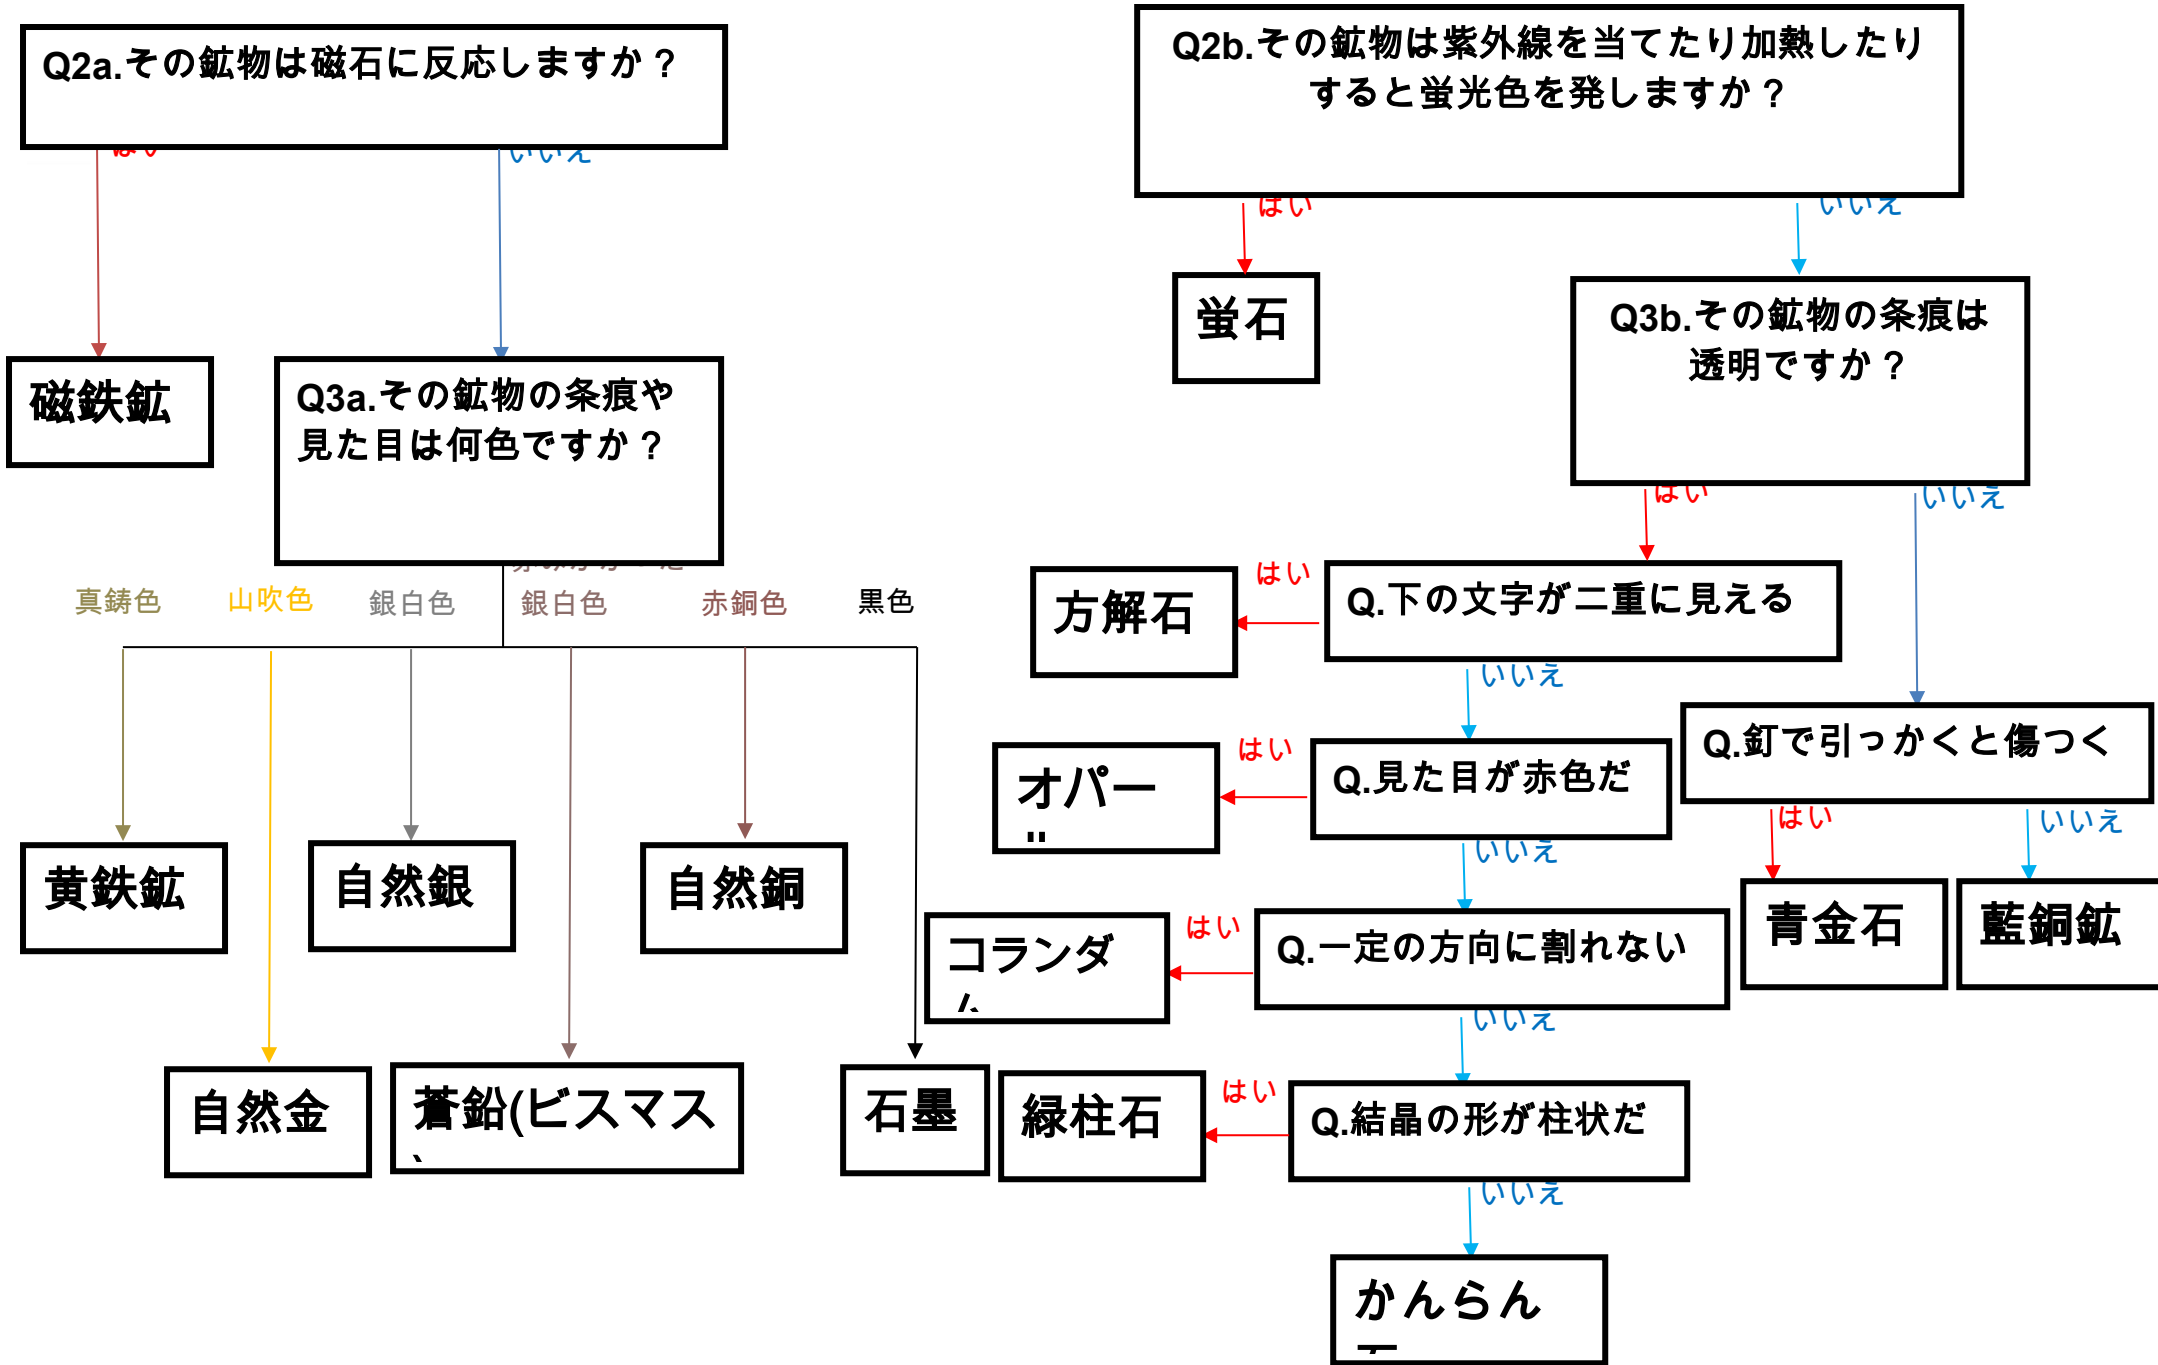 Q2a.その鉱物は磁石に反応しますか？
はい
いいえ
磁鉄鉱
Q3a.その鉱物の条痕や
見た目は何色ですか？
真鍮色
山吹色
銀白色
銀白色
赤銅色
黒色
黄鉄鉱
自然銀
自然銅
自然金
蒼鉛(ビスマス
石墨
Q2b.その鉱物は紫外線を当てたり加熱したり
すると蛍光色を発しますか？
はい
いいえ
蛍石
Q3b.その鉱物の条痕は
透明ですか？
はい
いいえ
Q.下の文字が二重に見える
はい
方解石
いいえ
Q.見た目が赤色だ
はい
オパー
いいえ
Q.釘で引っかくと傷つく
はい
いいえ
青金石
藍銅鉱
Q.一定の方向に割れない
はい
コランダ
いいえ
Q.結晶の形が柱状だ
はい
緑柱石
いいえ
かんらん